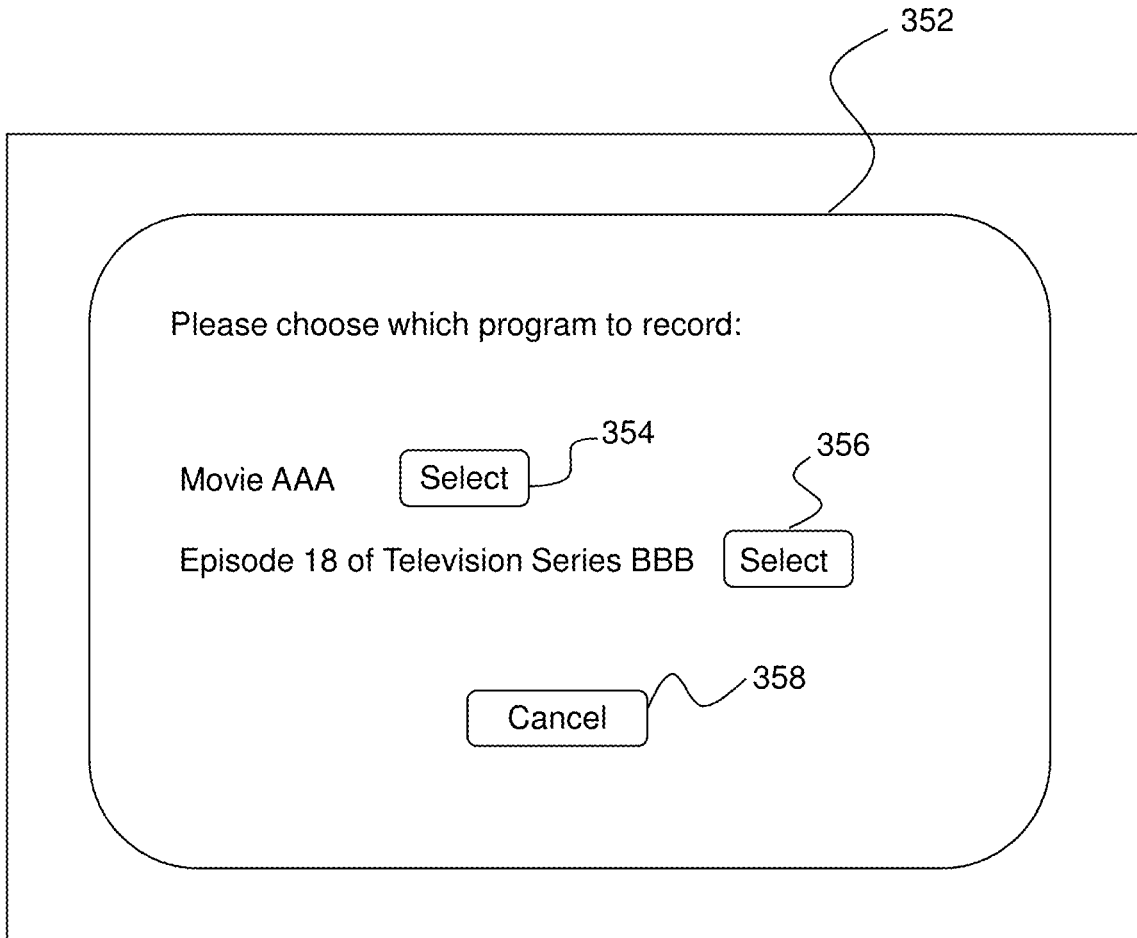 352
Please choose which program to record:
354
356
Movie AAA Select
Episode 18 of Television Series BBB Select
358
Cancel